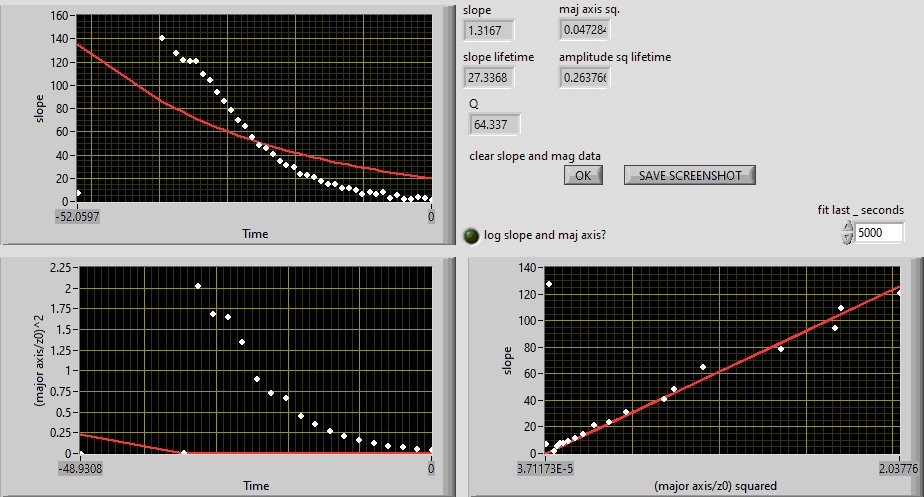 slope
maj axis sq.
1.3167
0.04728
slope lifetime
amplitude sq lifetime
27.3368
0.26376
Q
64.337
clear slope and mag data
OK
SAVE SCREENSHOT
fit last _ seconds
log slope and maj axis?
5000
160
140
120
100
80
60
40
20
0
slope
-52.0597
0
Time
2.25
2
1.75
1.5
1.25
1
0.75
0.5
0.25
0
(major axis/z0)^2
-48.9308
0
Time
140
120
100
80
60
40
20
0
slope
3.711173E-5
2.03776
(major axis/z0) squared